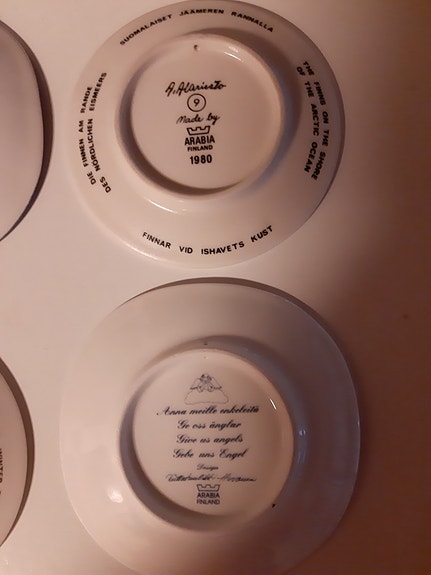 SUOMALAISET JÄÄMEREN RANNALLA
THE FINNS ON THE SHORE
OF THE ARCTIC OCEAN
FINNAR VID ISHAVETS KUST
DIE FINNEN AM RANDE
DES NÖRDLICHEN EISMEERS
A. Alariesto
9
Made by
ARABIA
FINLAND
1980
Anna meille enkeleitä
Ge oss änglar
Give us angels
Gebe uns Engel
Design
ARABIA
FINLAND